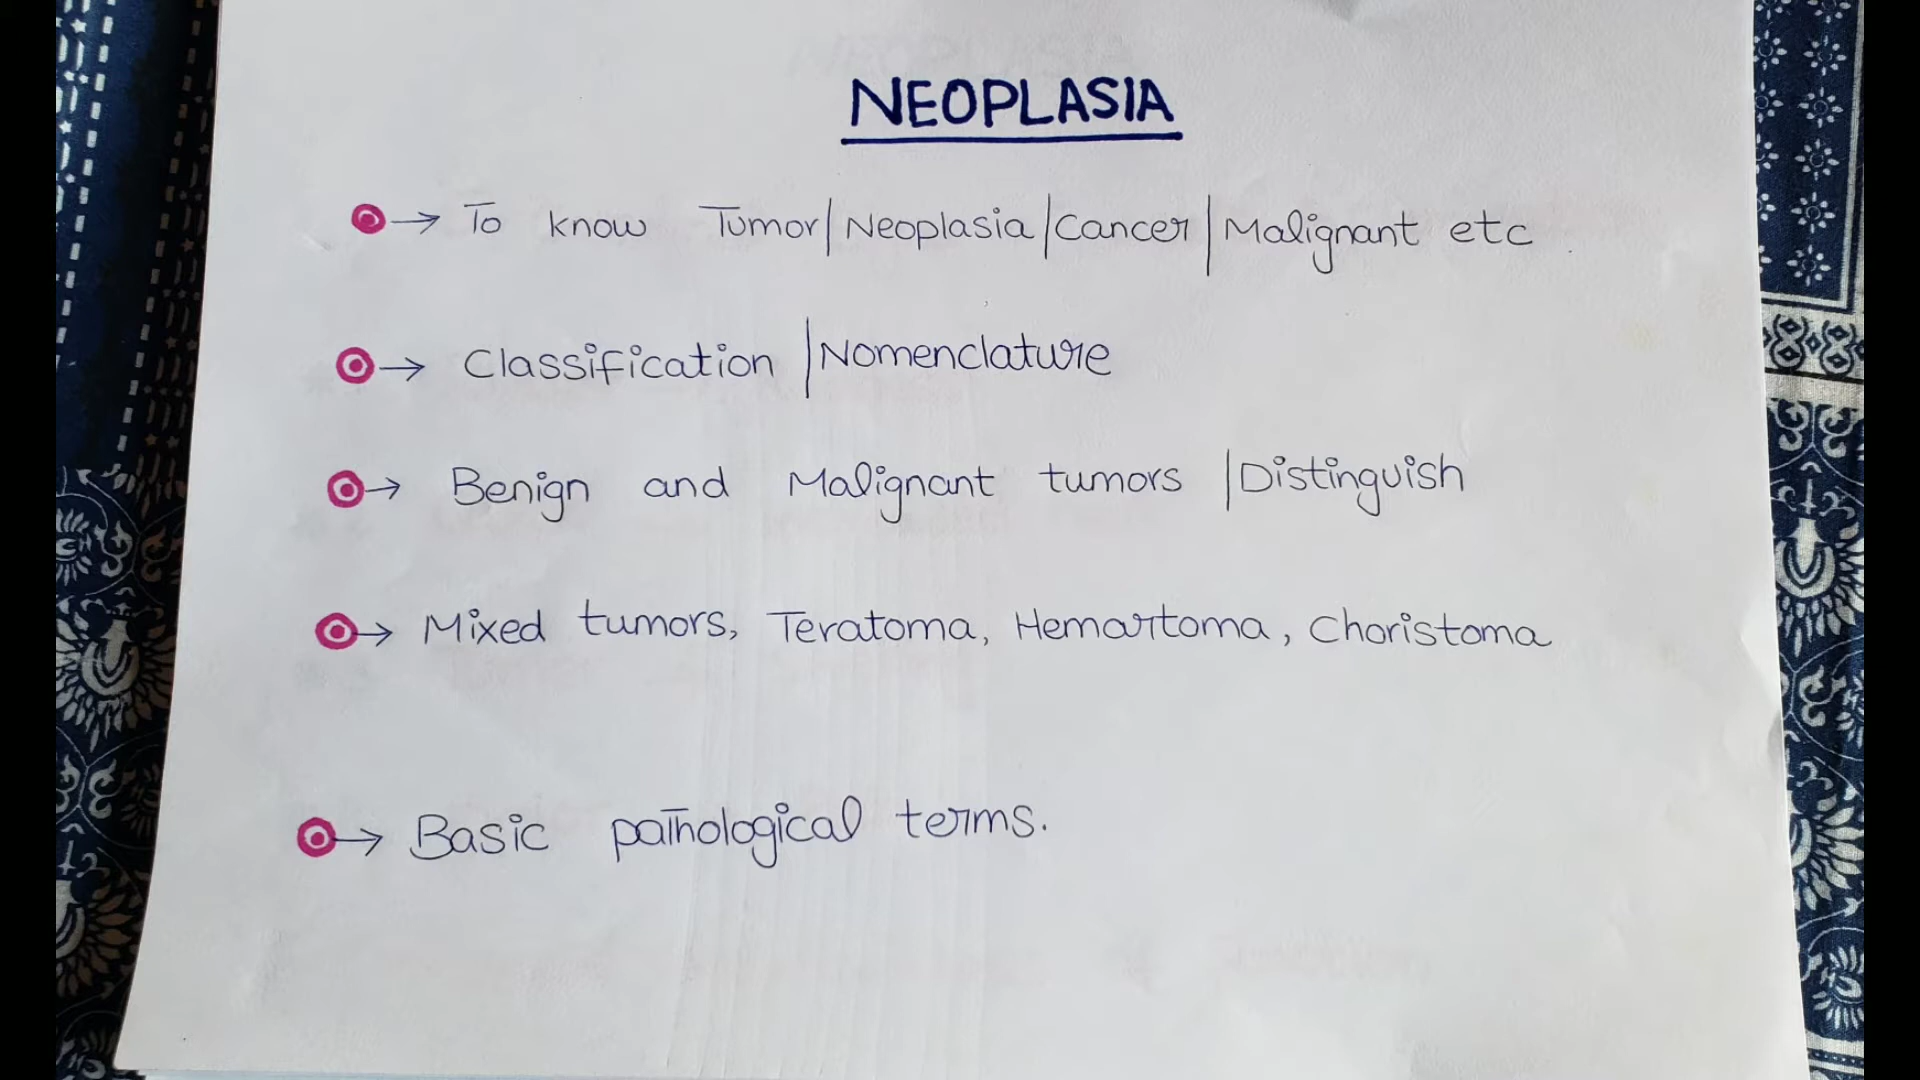 NEOPLASIA
→ To know Tumor/Neoplasia/Cancer/Malignant etc
→ Classification /Nomenclature
→ Benign and Malignant tumors /Distinguish
→ Mixed tumors, Teratoma, Hemartoma, Choristoma
→ Basic pathological terms.